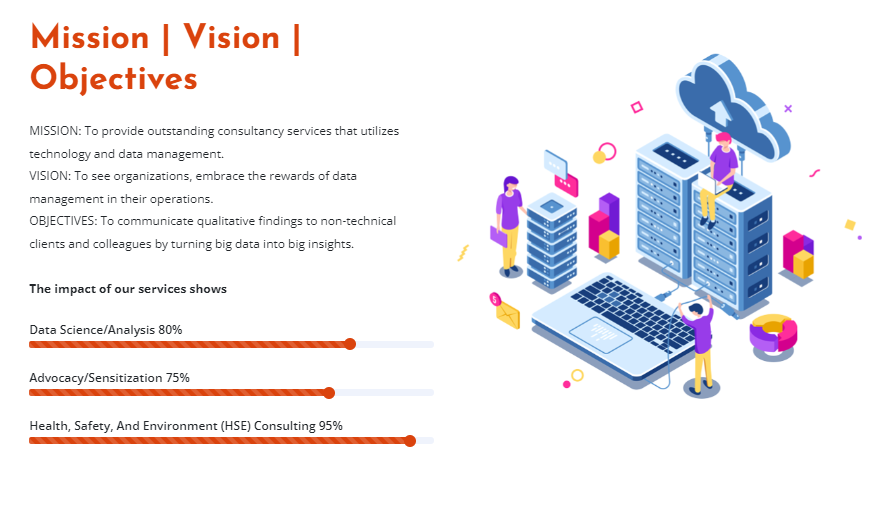 Mission | Vision |
Objectives
MISSION: To provide outstanding consultancy services that utilizes
technology and data management.
VISION: To see organizations, embrace the rewards of data
management in their operations.
OBJECTIVES: To communicate qualitative findings to non-technical
clients and colleagues by turning big data into big insights.
The impact of our services shows
Data Science/Analysis 80%
Advocacy/Sensitization 75%
Health, Safety, And Environment (HSE) Consulting 95%